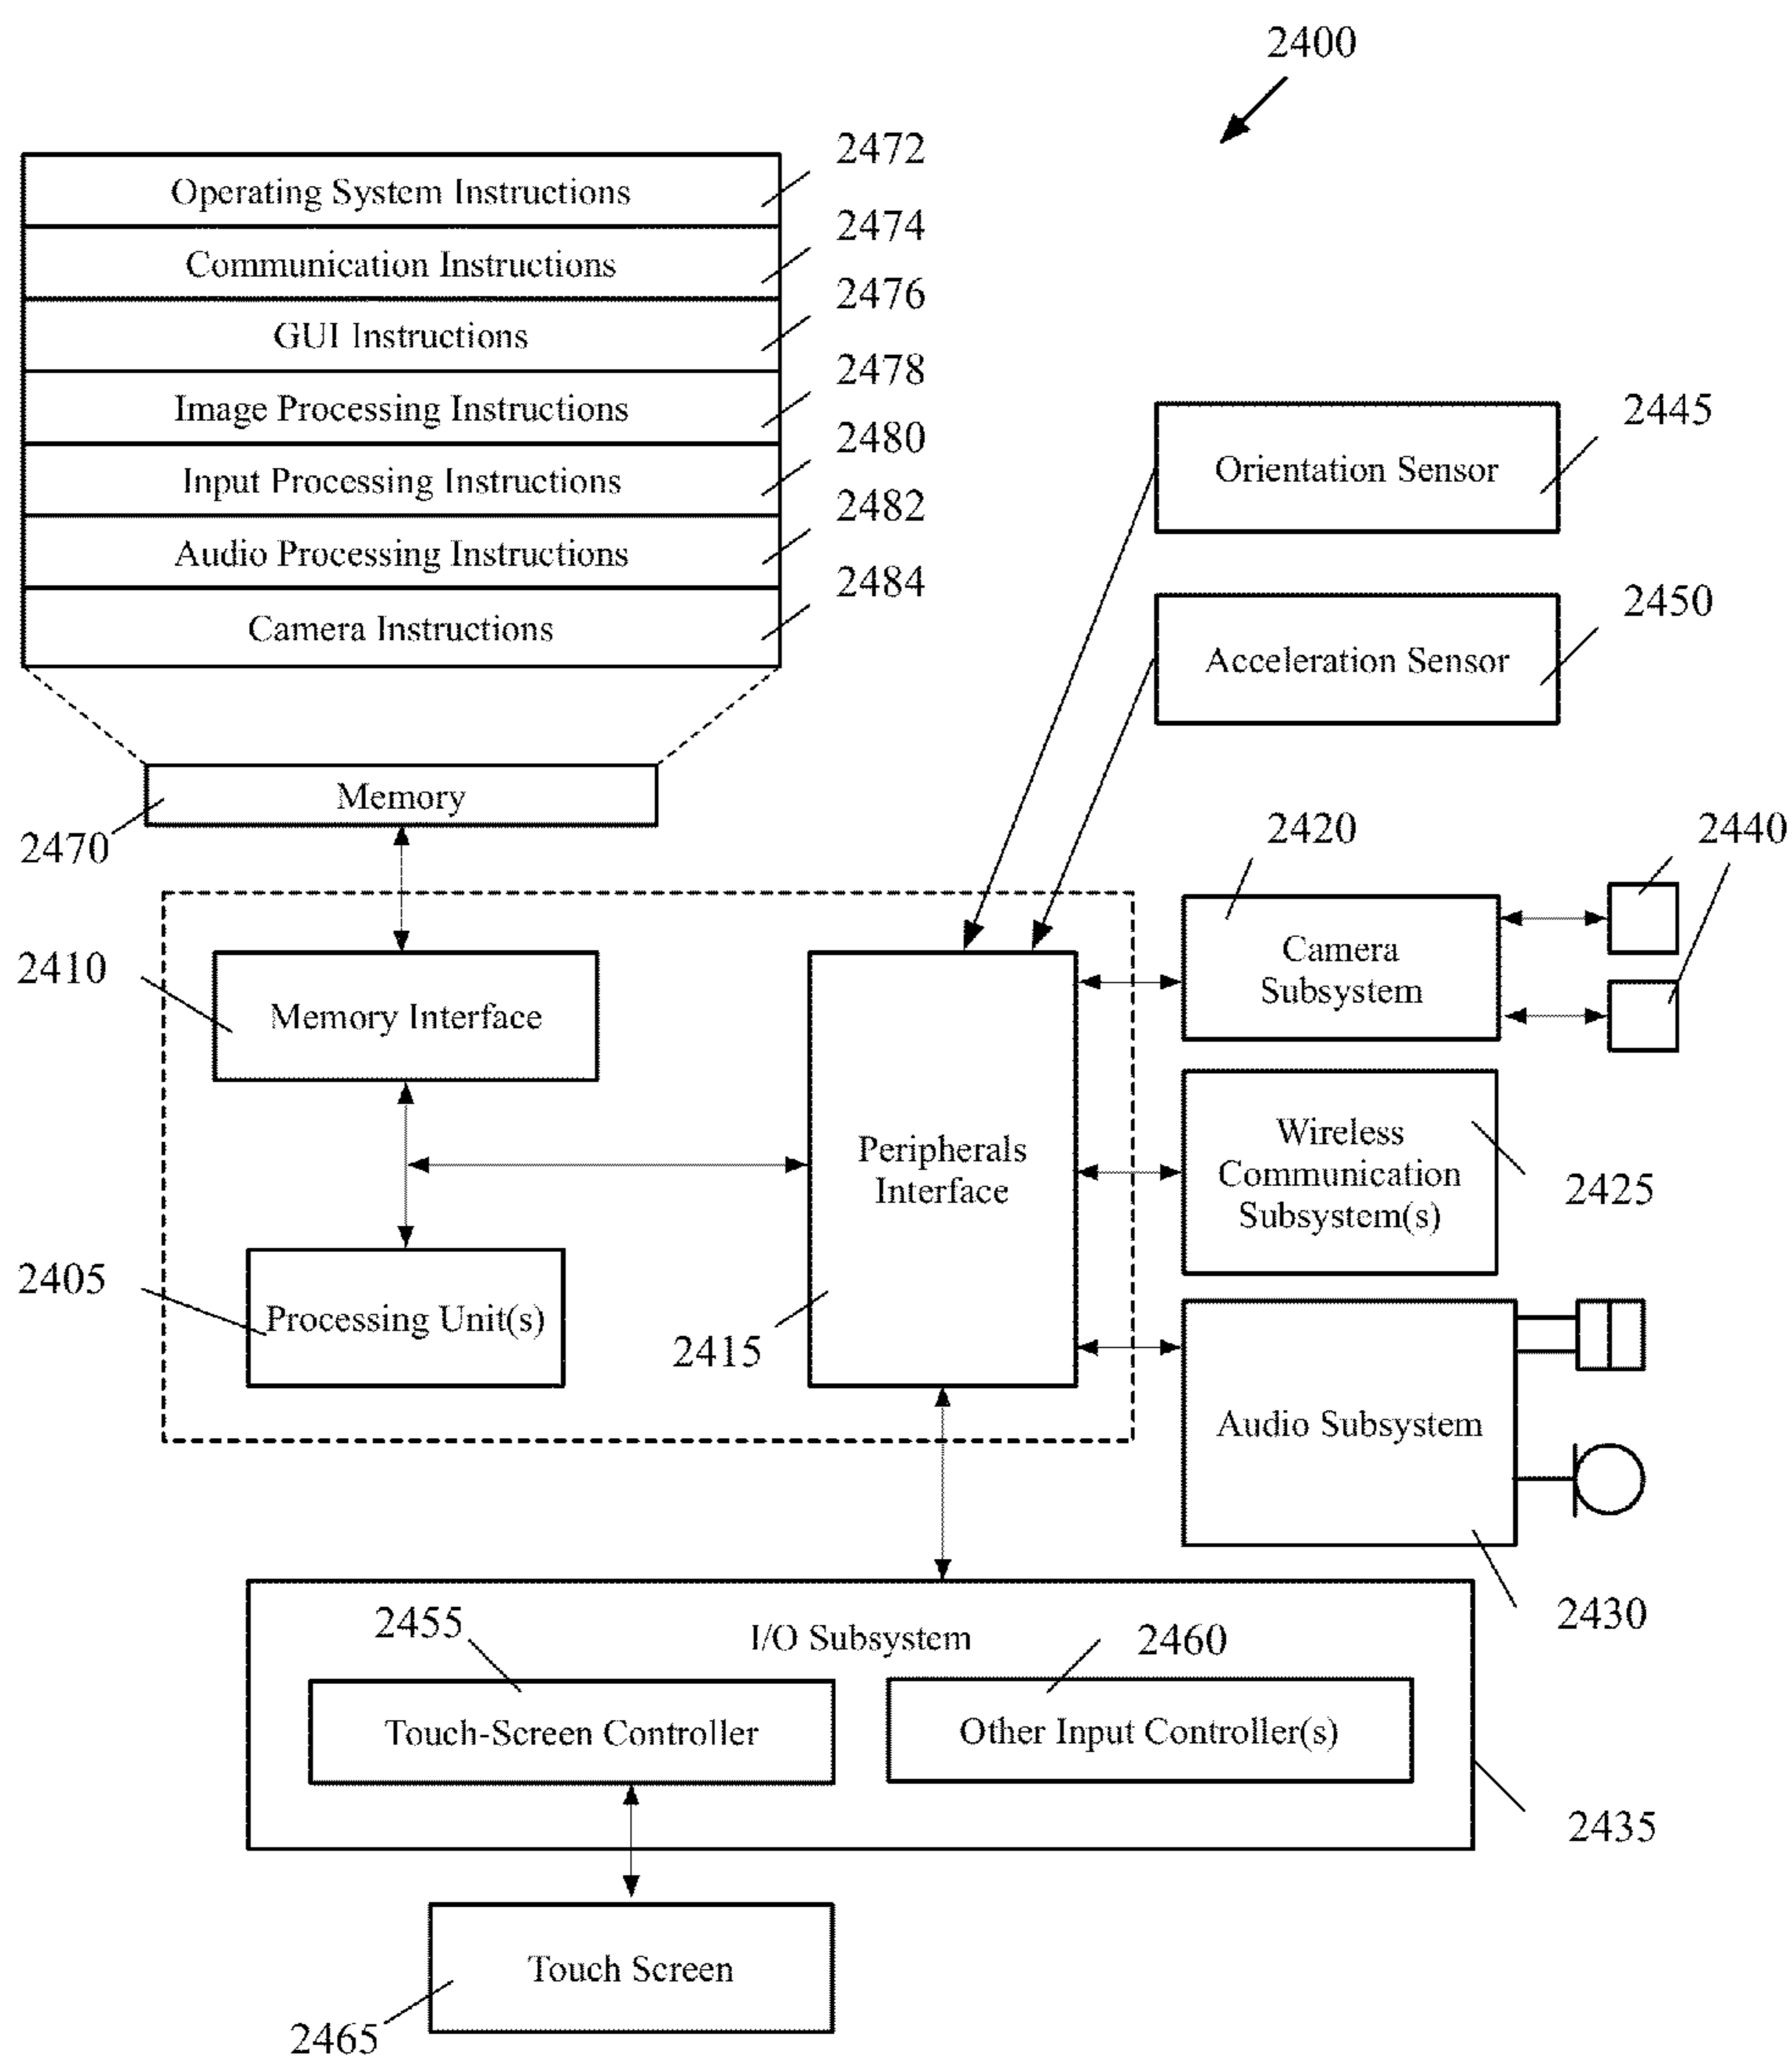 2400
2472
Operating System Instructions
2474
Communication Instructions
2476
GUI Instructions
2478
Image Processing Instructions
2480
Input Processing Instructions
2482
Audio Processing Instructions
2484
Camera Instructions
2445
Orientation Sensor
2450
Acceleration Sensor
Memory
2470
2420
2440
Camera
Subsystem
2410
Memory Interface
Peripherals
Interface
2415
Wireless
Communication
Subsystem(s)
2425
2405
Processing Unit(s)
Audio Subsystem
2430
I/O Subsystem
2455
2460
Touch-Screen Controller
Other Input Controller(s)
2435
Touch Screen
2465